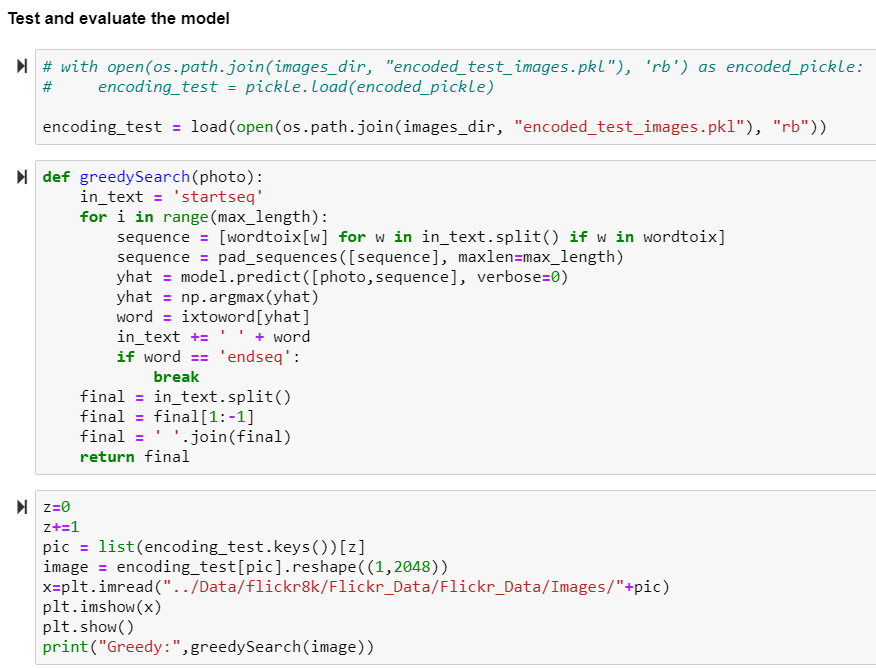 Test and evaluate the model
# with open(os.path.join(images_dir, "encoded_test_images.pkl"), 'rb') as encoded_pickle:
#     encoding_test = pickle.load(encoded_pickle)
encoding_test = load(open(os.path.join(images_dir, "encoded_test_images.pkl"), "rb"))
def greedySearch(photo):
    in_text = 'startseq'
    for i in range(max_length):
        sequence = [wordtoix[w] for w in in_text.split() if w in wordtoix]
        sequence = pad_sequences([sequence], maxlen=max_length)
        yhat = model.predict([photo,sequence], verbose=0)
        yhat = np.argmax(yhat)
        word = ixtoword[yhat]
        in_text += ' ' + word
        if word == 'endseq':
            break
    final = in_text.split()
    final = final[1:-1]
    final = ' '.join(final)
    return final
z=0
z+=1
pic = list(encoding_test.keys())[z]
image = encoding_test[pic].reshape((1,2048))
x=plt.imread("../Data/flickr8k/Flickr_Data/Flickr_Data/Images/"+pic)
plt.imshow(x)
plt.show()
print("Greedy:",greedySearch(image))